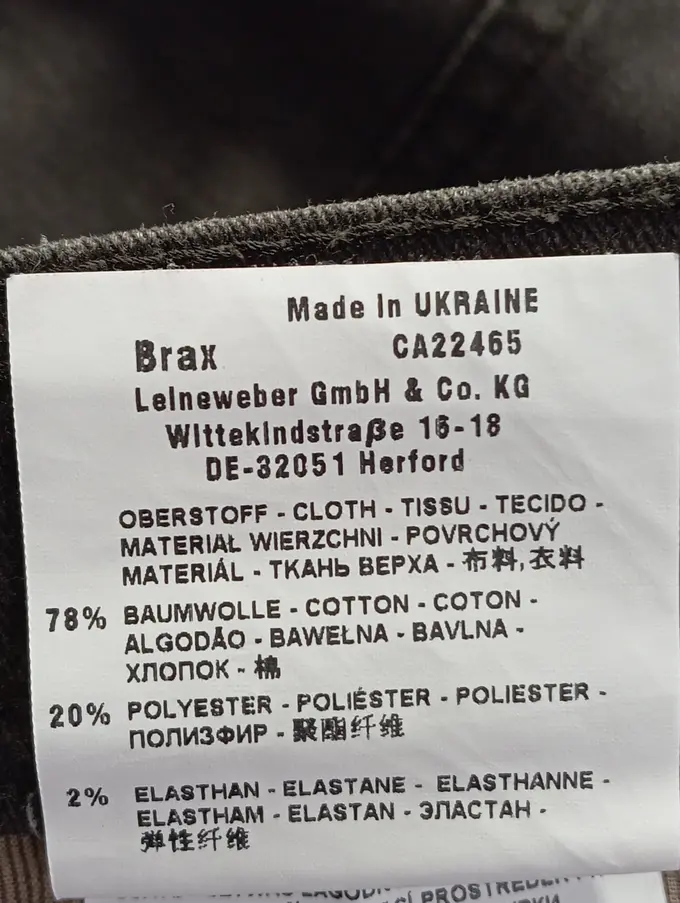 Made in UKRAINE
Brax CA22465
Leineweber GmbH & Co. KG
Wittekindstraße 16-18
DE-32051 Herford
OBERSTOFF - CLOTH - TISSU - TECIDO -
MATERIAŁ WIERZCHNI - POVRCHOVÝ
MATERIÁL - ТКАНЬ ВЕРХА - 布料,衣料
78% BAUMWOLLE - COTTON - COTON -
ALGODÃO - BAWEŁNA - BAVLNA -
ХЛОПОК - 棉
20% POLYESTER - POLIÉSTER - POLIESTER -
ПОЛИЗФИР - 聚酯纤维
2% ELASTHAN - ELASTANE - ELASTHANNE -
ELASTHAM - ELASTAN - ЭЛАСТАН -
弹性纤维
PROSTŘEDEK